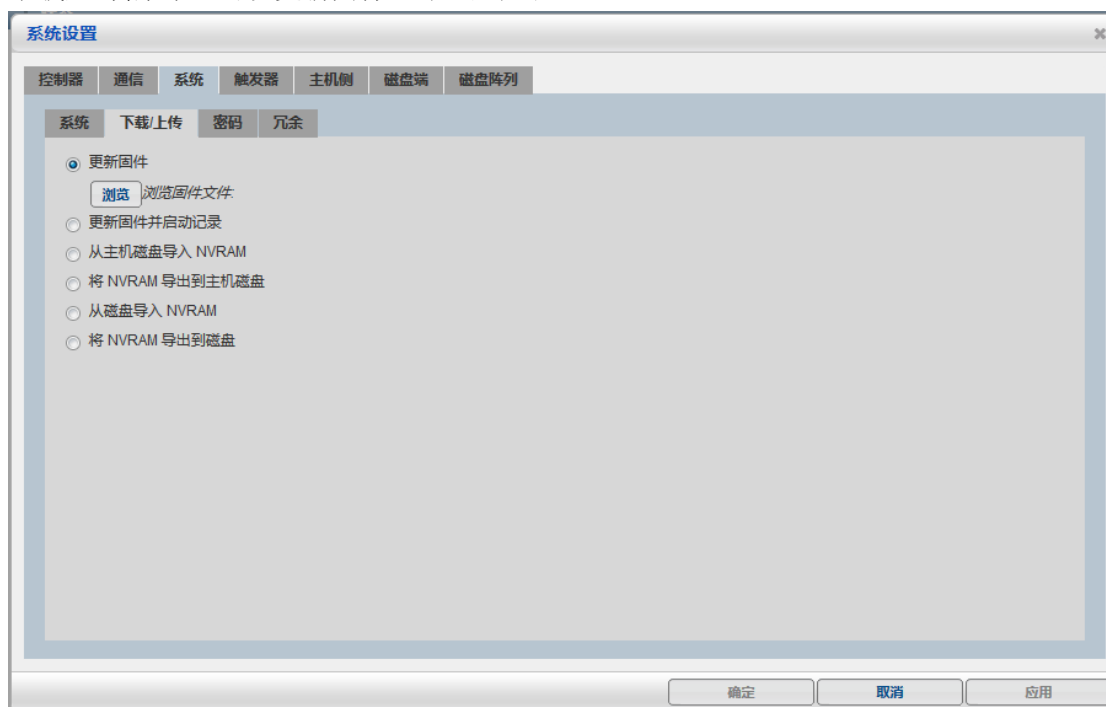 系统设置
控制器 通信 系统 触发器 主机侧 磁盘端 磁盘阵列
系统 下载/上传 密码 冗余
更新固件
浏览 浏览固件文件:
更新固件并启动记录
从主机磁盘导入 NVRAM
将 NVRAM 导出到主机磁盘
从磁盘导入 NVRAM
将 NVRAM 导出到磁盘
确定 取消 应用